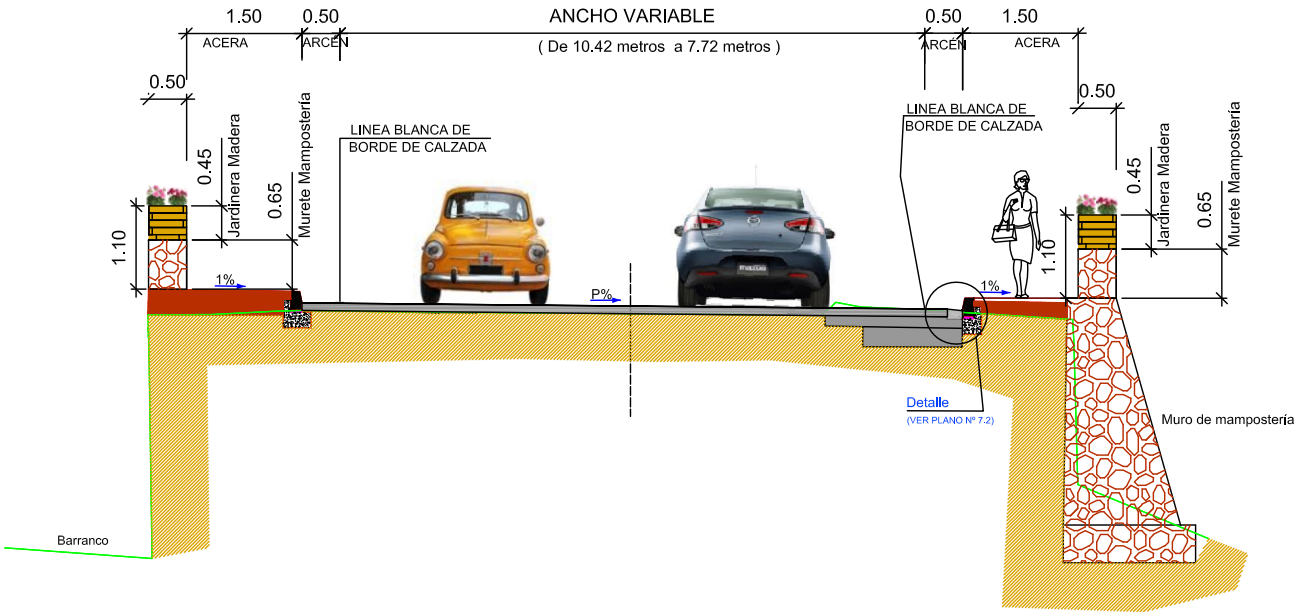 1.50
0.50
ANCHO VARIABLE
0.50
1.50
ACERA
ARCÉN
( De 10.42 metros a 7.72 metros )
ARCÉN
ACERA
0.50
0.50
LINEA BLANCA DE
BORDE DE CALZADA
LINEA BLANCA DE
BORDE DE CALZADA
0.45
Jardinera Madera
0.65
Murete Mampostería
1.10
0.45
Jardinera Madera
0.65
Murete Mampostería
1.10
1%
P%
1%
Detalle
(VER PLANO Nº 7.2)
Muro de mampostería
Barranco